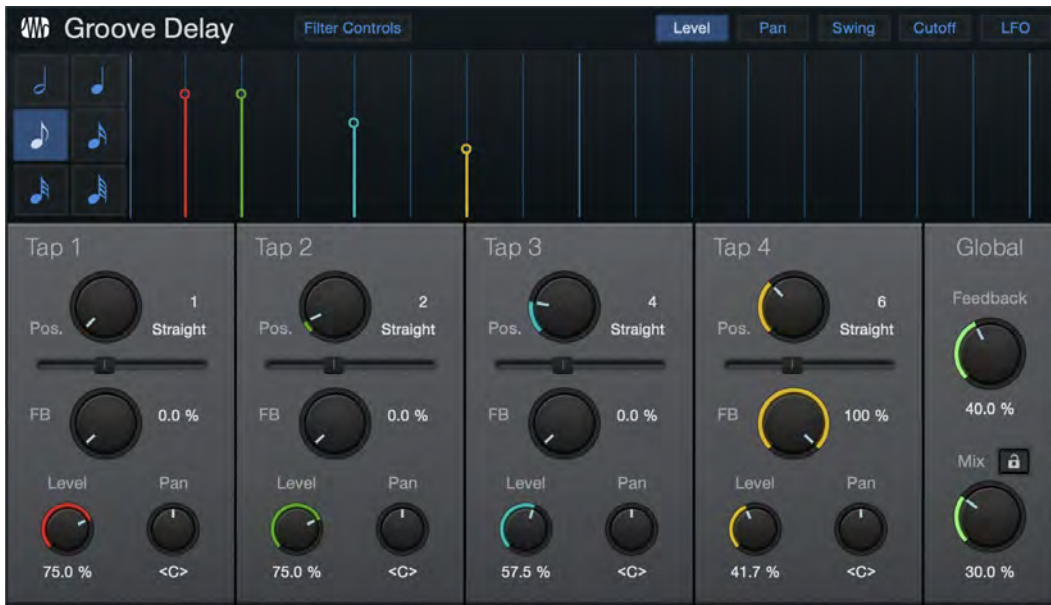 Groove Delay
Filter Controls
Level Pan Swing Cutoff LFO
Tap 1 Tap 2 Tap 3 Tap 4 Global
1 2 4 6 Feedback
Pos. Straight Pos. Straight Pos. Straight Pos. Straight
FB 0.0 % FB 0.0 % FB 0.0 % FB 100 % 40.0 %
Mix
Level Pan Level Pan Level Pan Level Pan
75.0 % <C> 75.0 % <C> 57.5 % <C> 41.7 % <C> 30.0 %